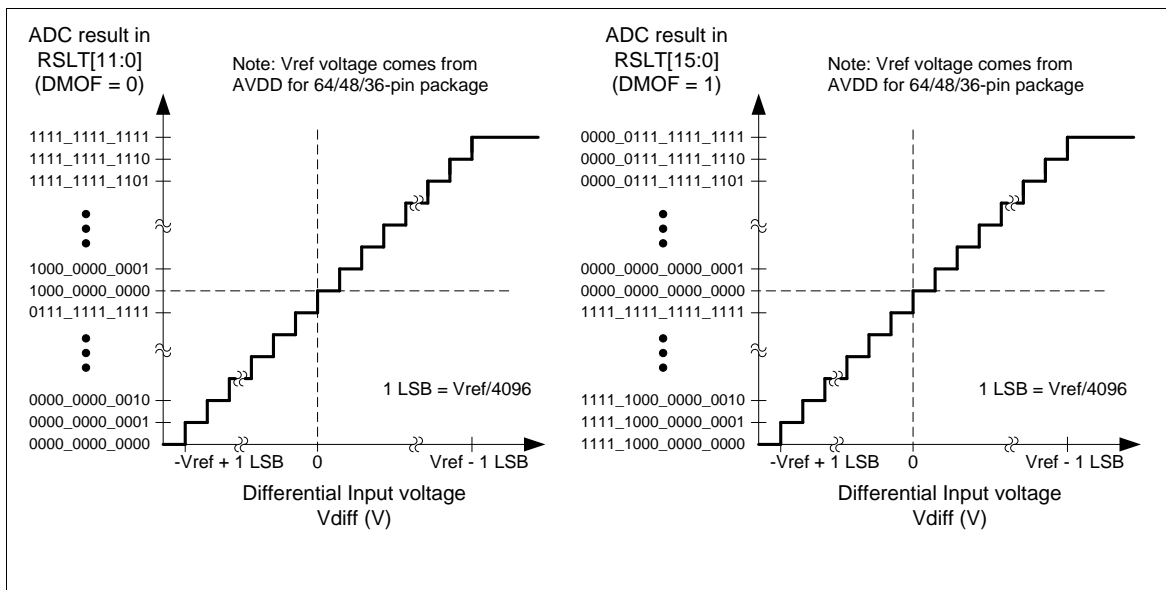 ADC result in
RSLT[11:0]
(DMOF = 0)
Note: Vref voltage comes from
AVDD for 64/48/36-pin package
1111_1111_1111
1111_1111_1110
1111_1111_1101
1000_0000_0001
1000_0000_0000
0111_1111_1111
0000_0000_0010
0000_0000_0001
0000_0000_0000
1 LSB = Vref/4096
-Vref + 1 LSB
0
Vref - 1 LSB
Differential Input voltage
Vdiff (V)
ADC result in
RSLT[15:0]
(DMOF = 1)
Note: Vref voltage comes from
AVDD for 64/48/36-pin package
0000_0111_1111_1111
0000_0111_1111_1110
0000_0111_1111_1101
0000_0000_0000_0001
0000_0000_0000_0000
1111_1111_1111_1111
1111_1000_0000_0010
1111_1000_0000_0001
1111_1000_0000_0000
1 LSB = Vref/4096
-Vref + 1 LSB
0
Vref - 1 LSB
Differential Input voltage
Vdiff (V)